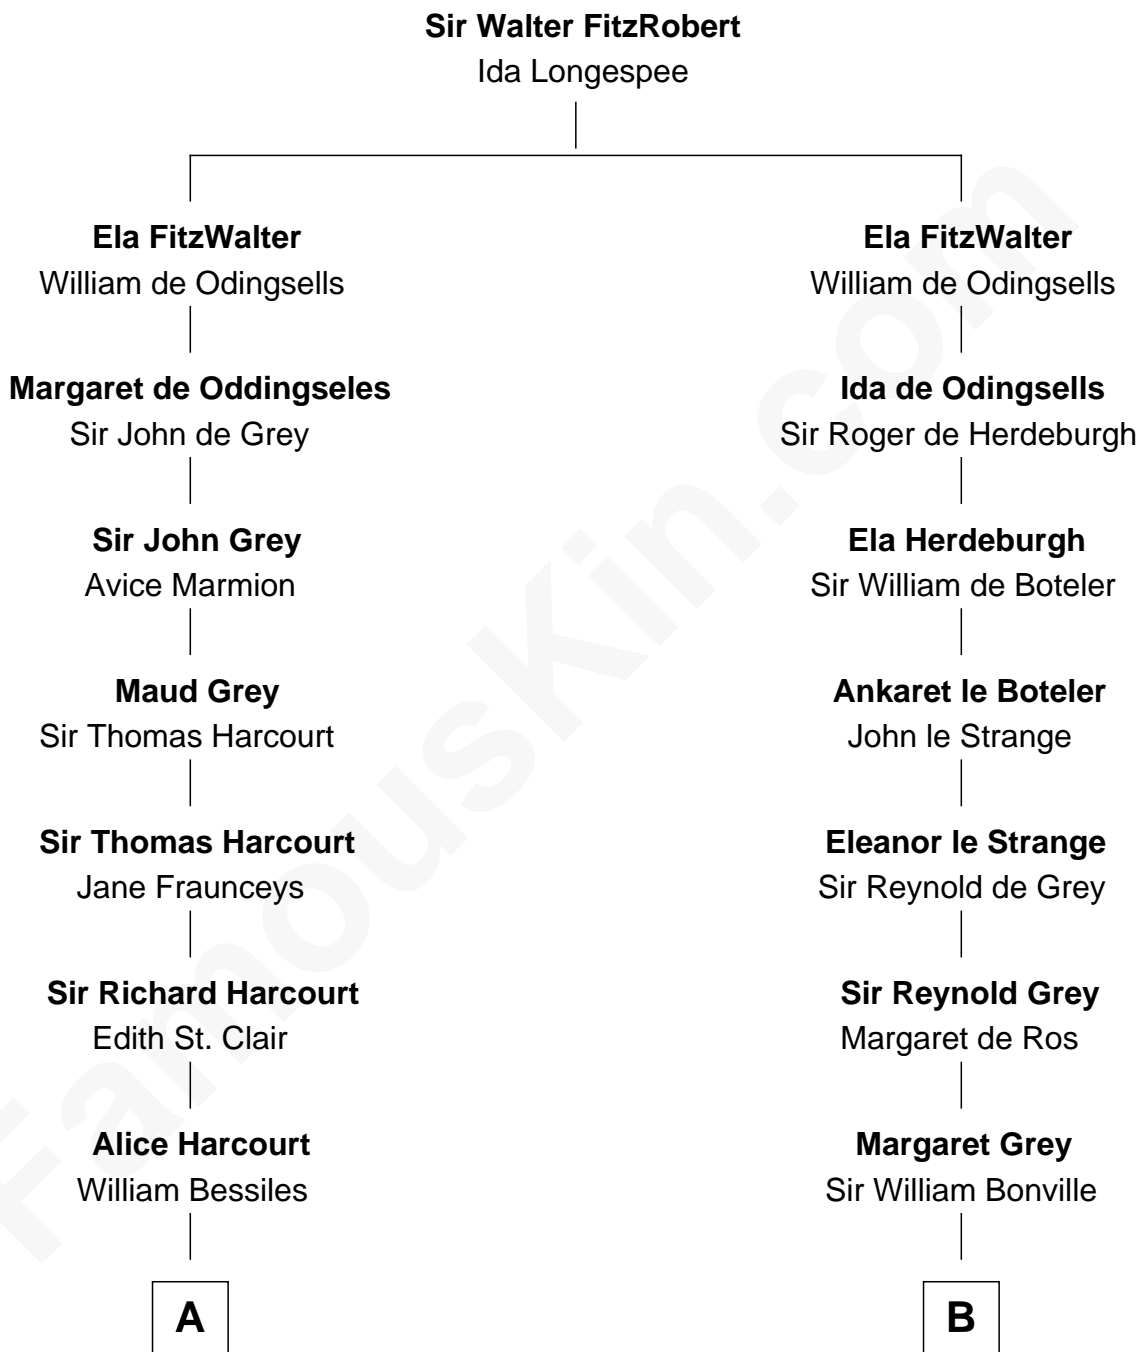 Sir Walter FitzRobert
Ida Longespee
Ela FitzWalter
William de Odingsells
Margaret de Oddingseles
Sir John de Grey
Sir John Grey
Avice Marmion
Maud Grey
Sir Thomas Harcourt
Sir Thomas Harcourt
Jane Fraunceys
Sir Richard Harcourt
Edith St. Clair
Alice Harcourt
William Bessiles
A
Ela FitzWalter
William de Odingsells
Ida de Odingsells
Sir Roger de Herdeburgh
Ela Herdeburgh
Sir William de Boteler
Ankaret le Boteler
John le Strange
Eleanor le Strange
Sir Reynold de Grey
Sir Reynold Grey
Margaret de Ros
Margaret Grey
Sir William Bonville
B
FamousKin.com